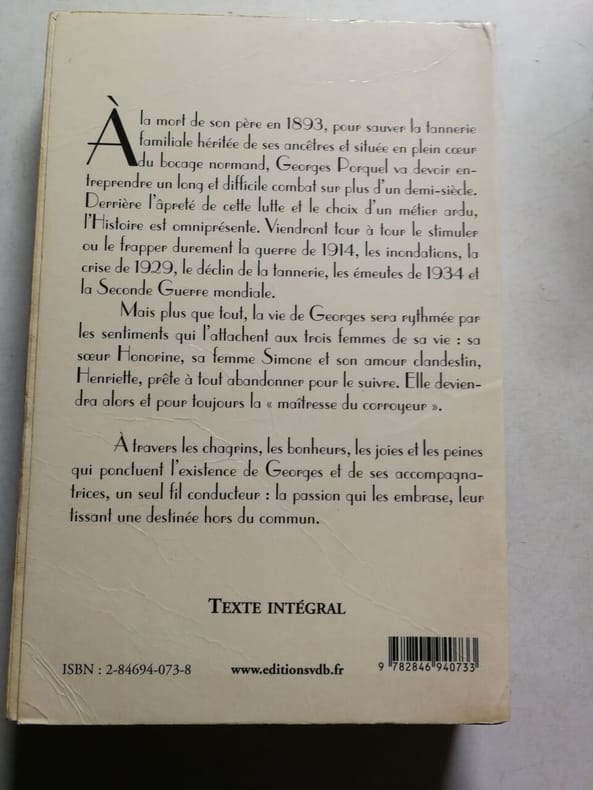 À la mort de son père en 1893, pour sauver la tannerie
familiale héritée de ses ancêtres et située en plein cœur
du bocage normand, Georges Porquel va devoir en-
treprendre un long et difficile combat sur plus d'un demi-siècle.
Derrière l'âpreté de cette lutte et le choix d'un métier ardu,
l'Histoire est omniprésente. Viendront tour à tour le stimuler
ou le frapper durement la guerre de 1914, les inondations, la
crise de 1929, le déclin de la tannerie, les émeutes de 1934 et
la Seconde Guerre mondiale.
Mais plus que tout, la vie de Georges sera rythmée par
les sentiments qui l'attachent aux trois femmes de sa vie : sa
sœur Honorine, sa femme Simone et son amour clandestin,
Henriette, prête à tout abandonner pour le suivre. Elle devien-
dra alors et pour toujours la « maîtresse du corroyeur ».
À travers les chagrins, les bonheurs, les joies et les peines
qui ponctuent l'existence de Georges et de ses accompagna-
trices, un seul fil conducteur : la passion qui les embrase, leur
tissant une destinée hors du commun.
TEXTE INTÉGRAL
ISBN : 2-84694-073-8
www.editionsvdb.fr
9 782846 940733